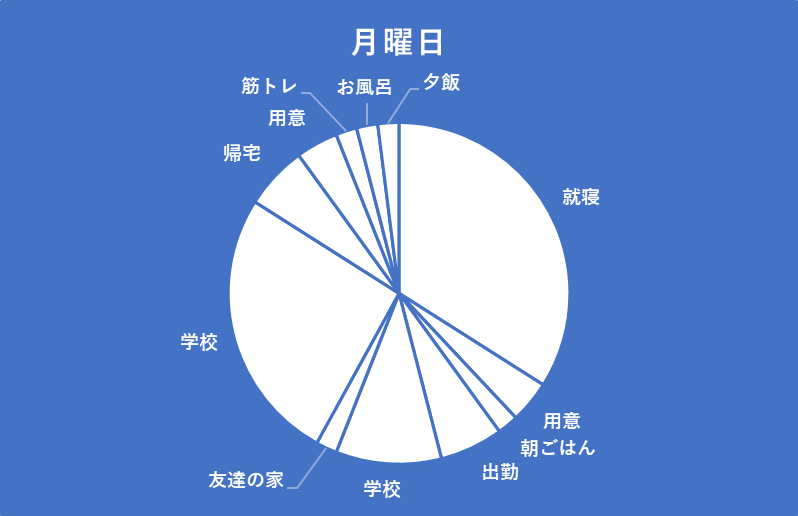 月曜日
筋トレ
お風呂
夕飯
用意
帰宅
就寝
学校
用意
朝ごはん
出勤
友達の家
学校